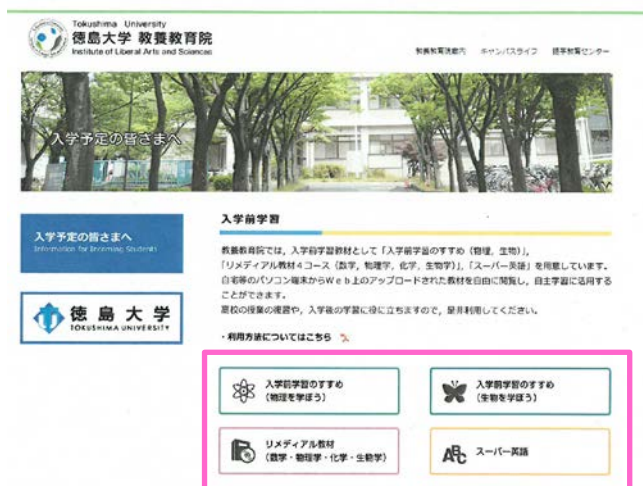 Tokushima University
徳島大学 教養教育院
Institute of Liberal Arts and Sciences
教養教育院案内 キャンパスライフ 語学教育センター
入学予定の皆さまへ
入学予定の皆さまへ
Information for Incoming Students
徳島大学
TOKUSHIMA UNIVERSITY
入学前学習
教養教育院では，入学前学習教材として「入学前学習のすすめ（物理，生物）」，
「リメディアル教材４コース（数学，物理学，化学，生物学）」，「スーパー英語」を用意しています。
自宅等のパソコン端末からＷｅｂ上のアップロードされた教材を自由に閲覧し，自主学習に活用する
ことができます。
高校の授業の復習や，入学後の学習に役に立ちますので，是非利用してください。
・利用方法についてはこちら
入学前学習のすすめ
（物理を学ぼう）
入学前学習のすすめ
（生物を学ぼう）
リメディアル教材
（数学・物理学・化学・生物学）
ABC スーパー英語